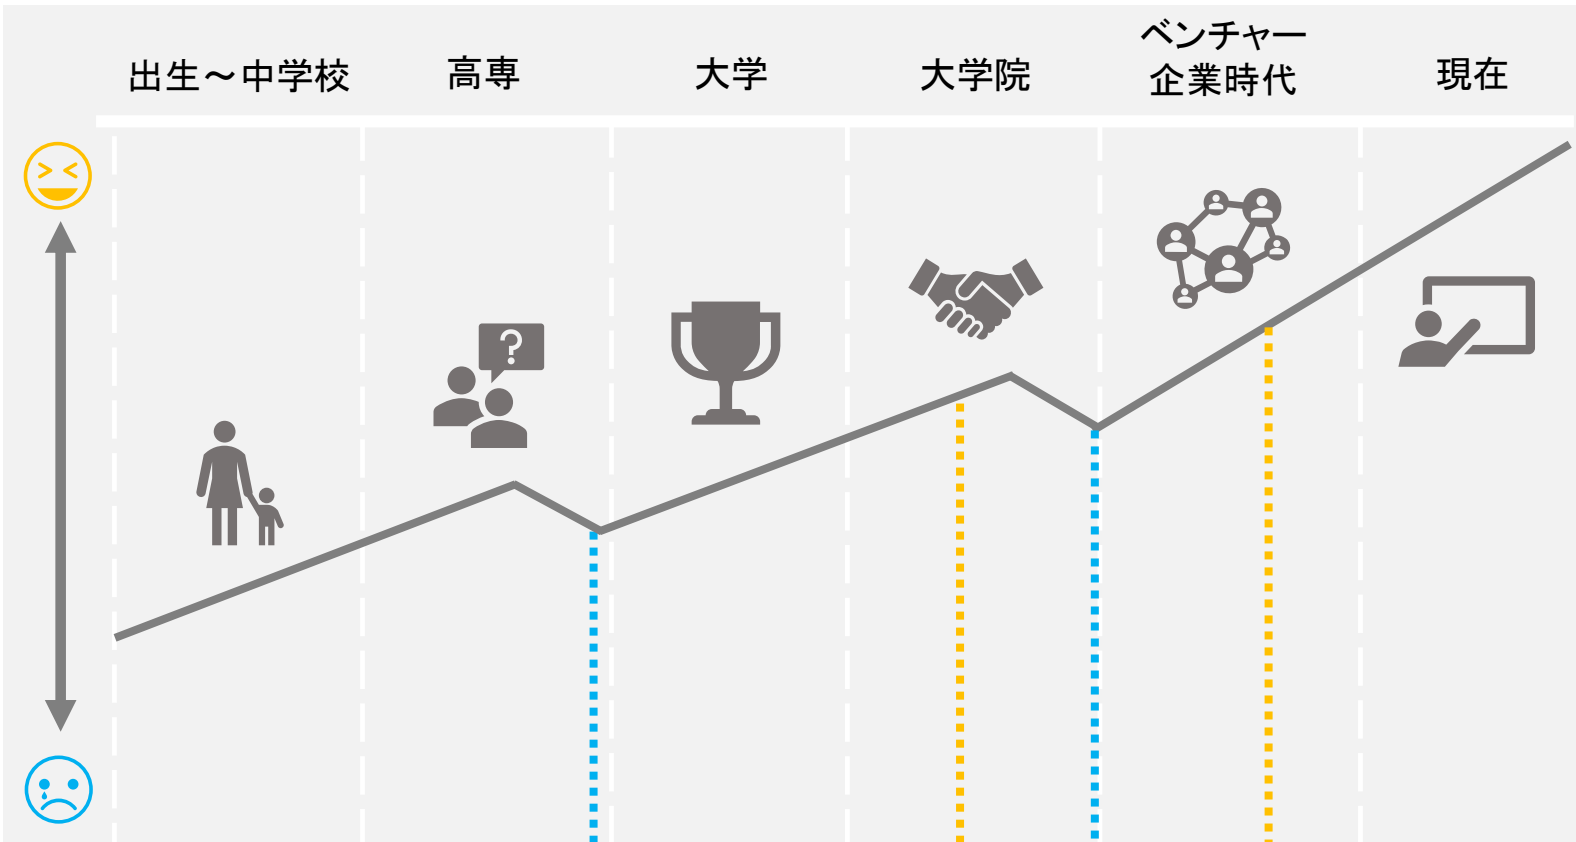 出生～中学校
高専
大学
大学院
ベンチャー
企業時代
現在
?